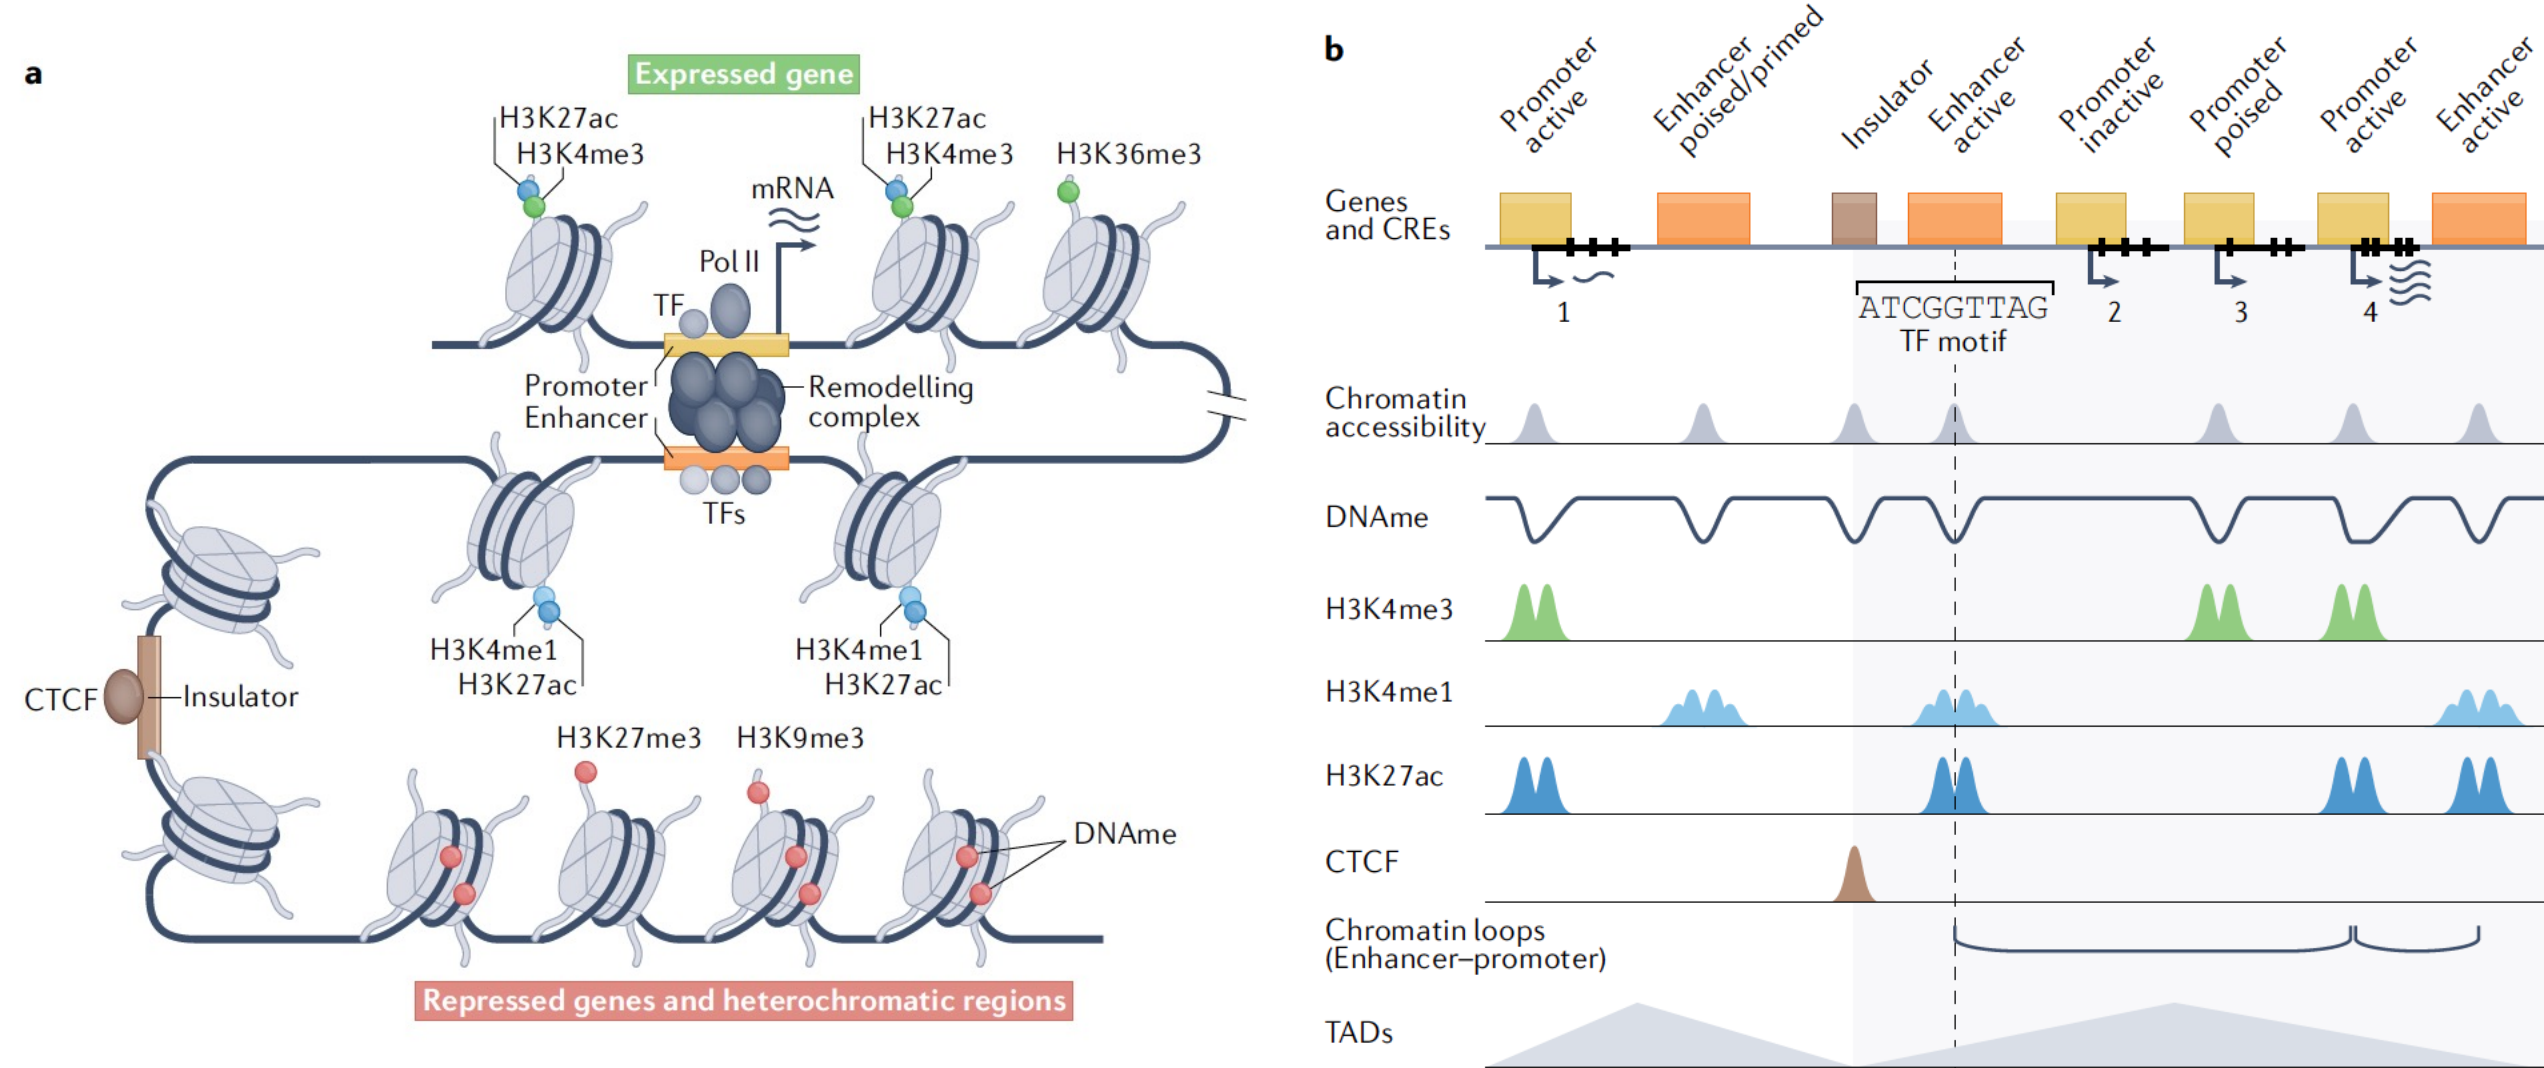 a
Expressed gene
H3K27ac
H3K4me3
H3K27ac
H3K4me3
H3K36me3
mRNA
Pol II
TF
Promoter
Enhancer
Remodelling
complex
TFs
H3K4me1
H3K27ac
H3K4me1
H3K27ac
CTCF
Insulator
H3K27me3
H3K9me3
DNAme
Repressed genes and heterochromatic regions
b
Promoter
active
Enhancer
poised/primed
Insulator
Enhancer
active
Promoter
inactive
Promoter
poised
Promoter
active
Enhancer
active
Genes
and CREs
1
ATCGGTTAG
TF motif
2
3
4
Chromatin
accessibility
DNAme
H3K4me3
H3K4me1
H3K27ac
CTCF
Chromatin loops
(Enhancer–promoter)
TADs